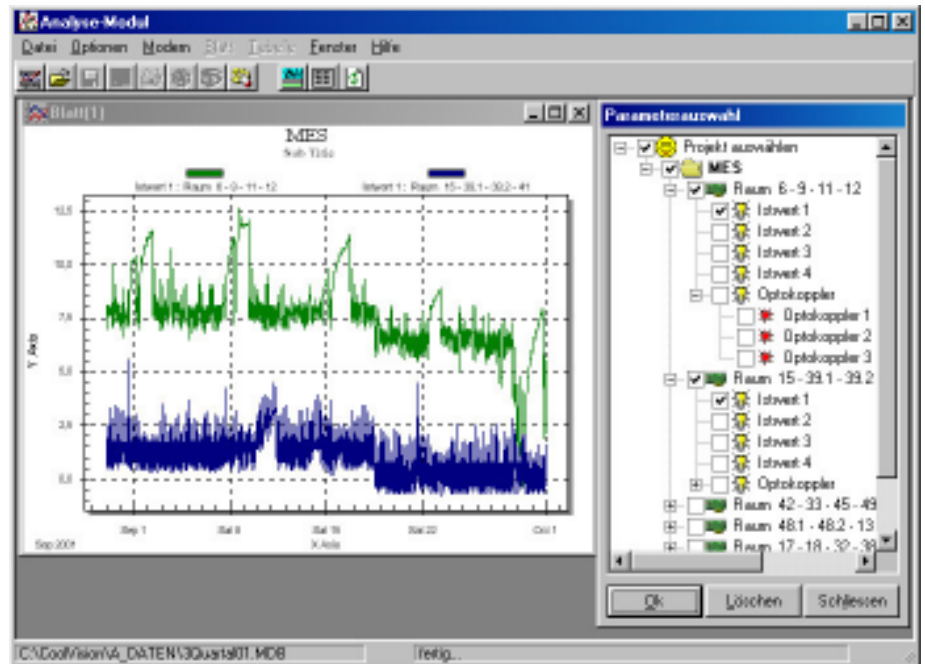 Analyse-Modul
Datei Optionen Modem Blatt Tabelle Fenster Hilfe
Blatt(1)
MES
Sub Title
Istwert 1 : Raum 6 - 9 - 11 - 12
Istwert 1 : Raum 15 - 39.1 - 39.2 - 41
12,5
10,0
7,5
5,0
2,5
0,0
Y Axis
Sep 1
Sat 8
Sat 15
Sat 22
Oct 1
Sep 2001
X Axis
Parameterauswahl
Projekt auswählen
MES
Raum 6 - 9 - 11 - 12
Istwert 1
Istwert 2
Istwert 3
Istwert 4
Optokoppler
Optokoppler 1
Optokoppler 2
Optokoppler 3
Raum 15 - 39.1 - 39.2
Istwert 1
Istwert 2
Istwert 3
Istwert 4
Optokoppler
Raum 42 - 33 - 45 - 49
Raum 48.1 - 48.2 - 13
Raum 17 - 18 - 32 - 38
Ok
Löschen
Schliessen
C:\CoolVision\A_DATEN\3Quartal01.MDB
fertig...